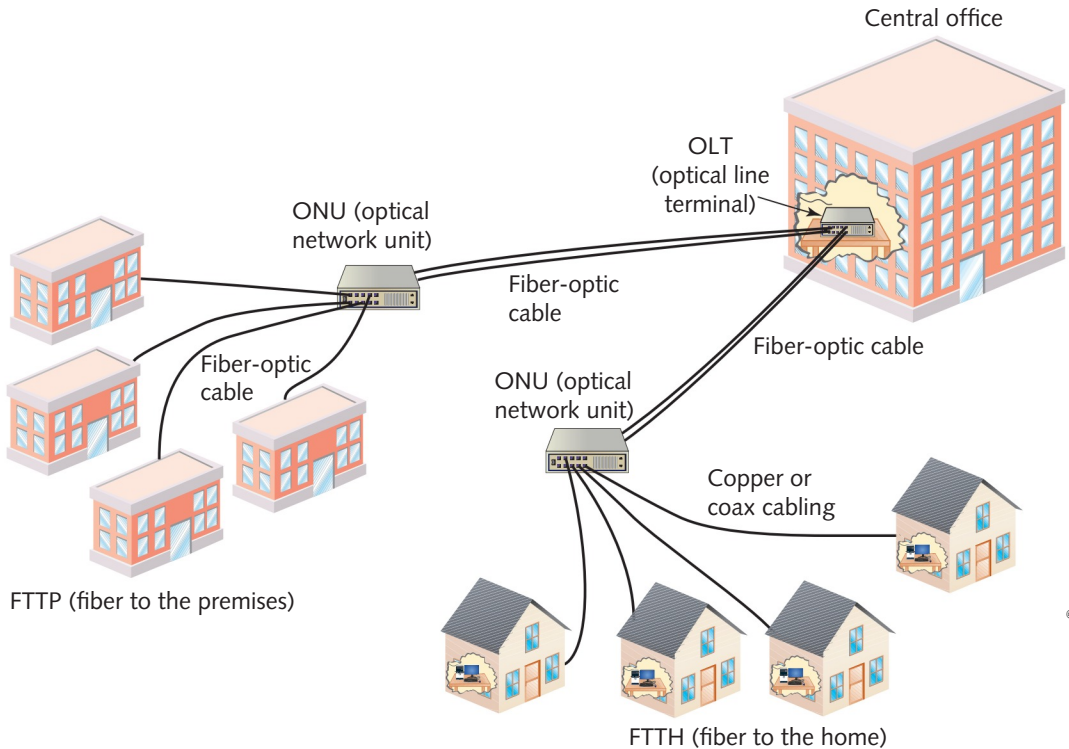 Central office
OLT
(optical line
terminal)
ONU (optical
network unit)
Fiber-optic
cable
Fiber-optic cable
Fiber-optic
cable
ONU (optical
network unit)
Copper or
coax cabling
FTTP (fiber to the premises)
FTTH (fiber to the home)
©